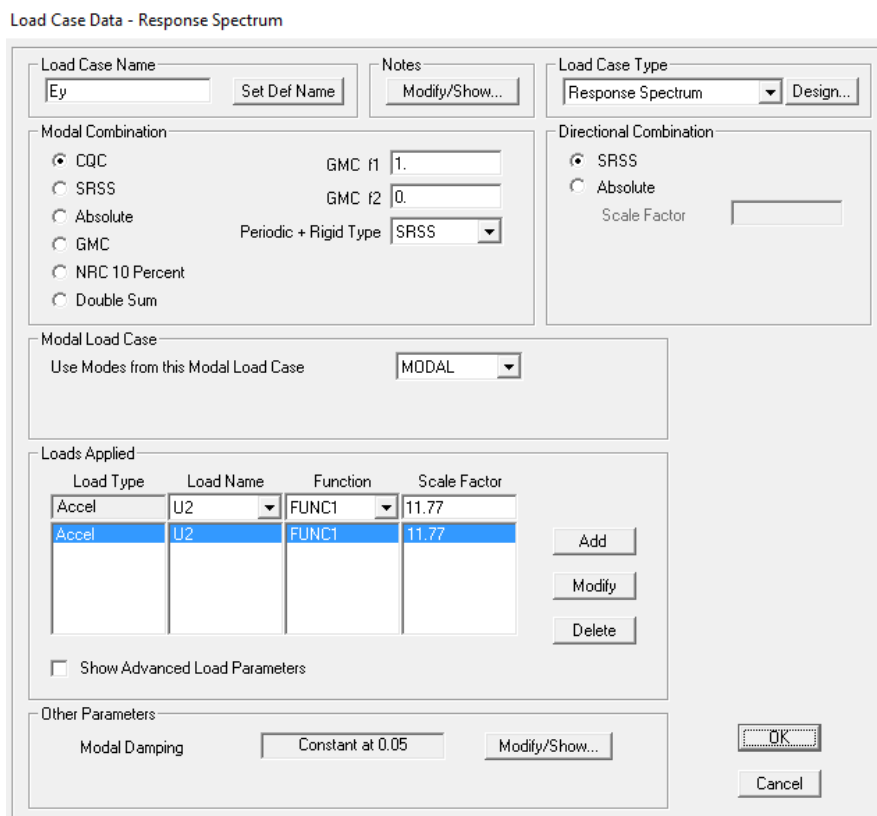 Load Case Data - Response Spectrum
Load Case Name
Ey
Set Def Name
Notes
Modify/Show...
Load Case Type
Response Spectrum
Design...
Modal Combination
CQC
SRSS
Absolute
GMC
NRC 10 Percent
Double Sum
GMC f1
1.
GMC f2
0.
Periodic + Rigid Type
SRSS
Directional Combination
SRSS
Absolute
Scale Factor
Modal Load Case
Use Modes from this Modal Load Case
MODAL
Loads Applied
Load Type Load Name Function Scale Factor
Accel U2 FUNC1 11.77
Accel U2 FUNC1 11.77
Add
Modify
Delete
Show Advanced Load Parameters
Other Parameters
Modal Damping
Constant at 0.05
Modify/Show...
OK
Cancel